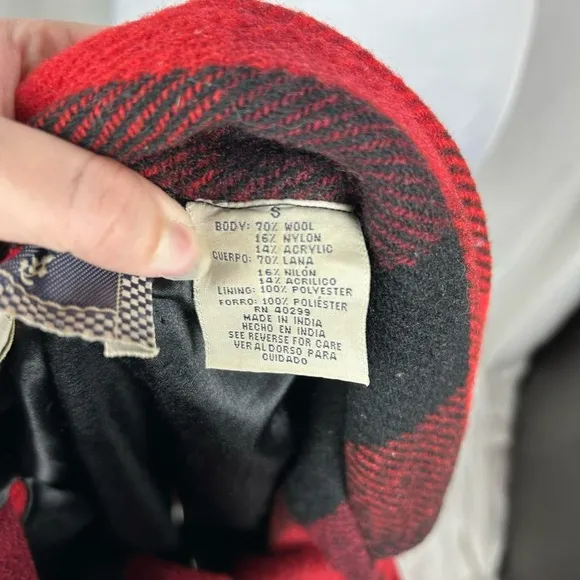 S
BODY: 70% WOOL
16% NYLON
14% ACRYLIC
CUERPO: 70% LANA
16% NILÓN
14% ACRILICO
LINING: 100% POLYESTER
FORRO: 100% POLIÉSTER
RN 40299
MADE IN INDIA
HECHO EN INDIA
SEE REVERSE FOR CARE
VER AL DORSO PARA
CUIDADO